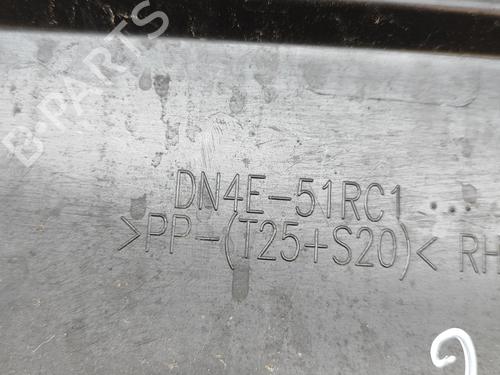 B-PARTS
DN4E-51RC1
>PP-(T25+S20)< RH